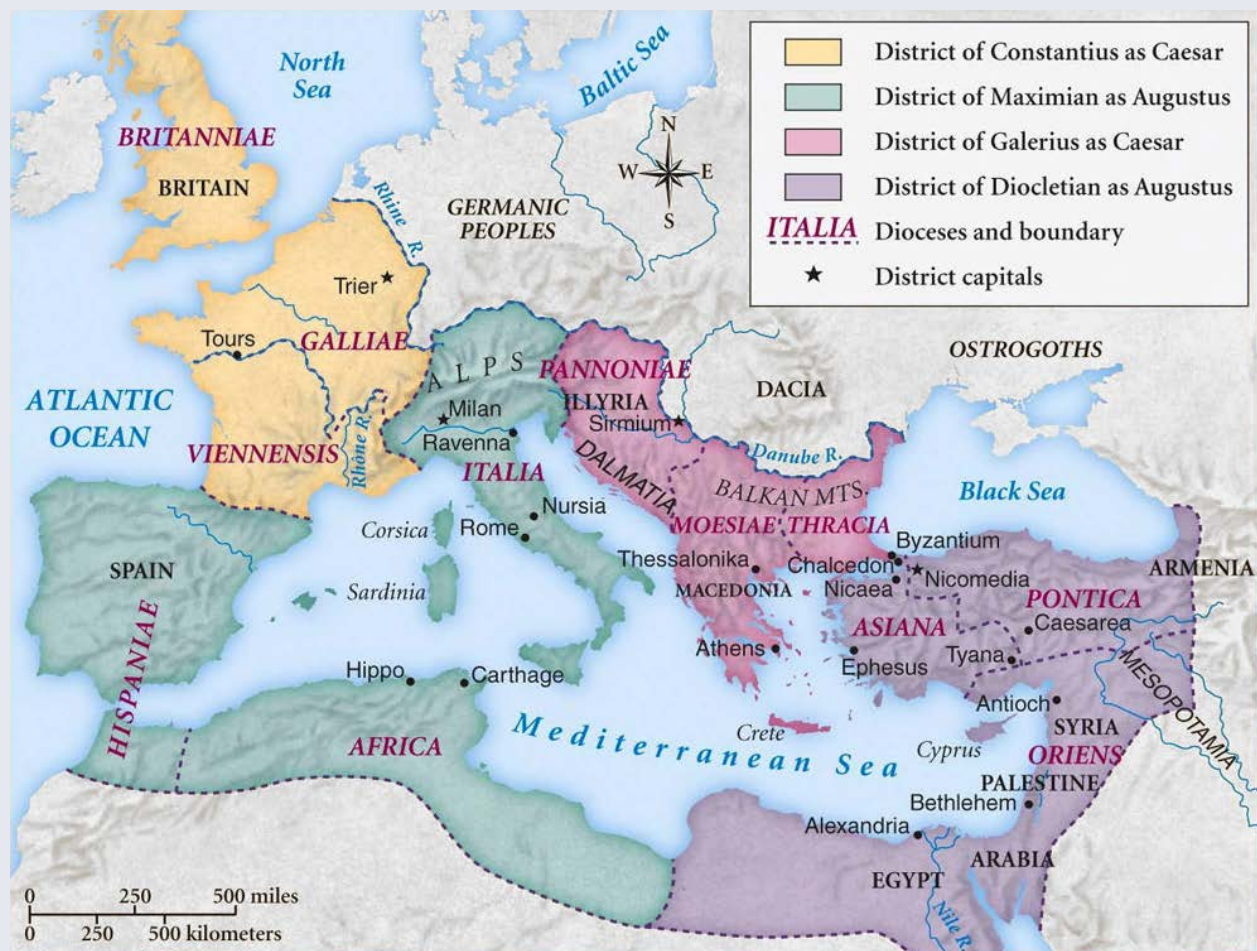 District of Constantius as Caesar
District of Maximian as Augustus
District of Galerius as Caesar
District of Diocletian as Augustus
ITALIA Dioceses and boundary
District capitals
N
W E
S
North
Sea
Baltic Sea
BRITANNIAE
BRITAIN
Rhine R.
GERMANIC
PEOPLES
Trier
Tours
GALLIAE
ATLANTIC
OCEAN
VIENNENSIS
Rhône R.
ALPS
Milan
Ravenna
ITALIA
PANNONIAE
ILLYRIA
Sirmium
DACIA
OSTROGOTHS
DALMATIA
Danube R.
BALKAN MTS.
Black Sea
MOESIAE
THRACIA
Corsica
Nursia
Rome
Sardinia
SPAIN
HISPANIAE
Thessalonika
MACEDONIA
Byzantium
Chalcedon
Nicaea
Nicomedia
ARMENIA
PONTICA
Caesarea
ASIANA
Athens
Ephesus
Tyana
MESOPOTAMIA
Hippo
Carthage
AFRICA
Mediterranean Sea
Crete
Cyprus
Antioch
SYRIA
ORIENS
PALESTINE
Bethlehem
Alexandria
ARABIA
EGYPT
Nile R.
0 250 500 miles
0 250 500 kilometers